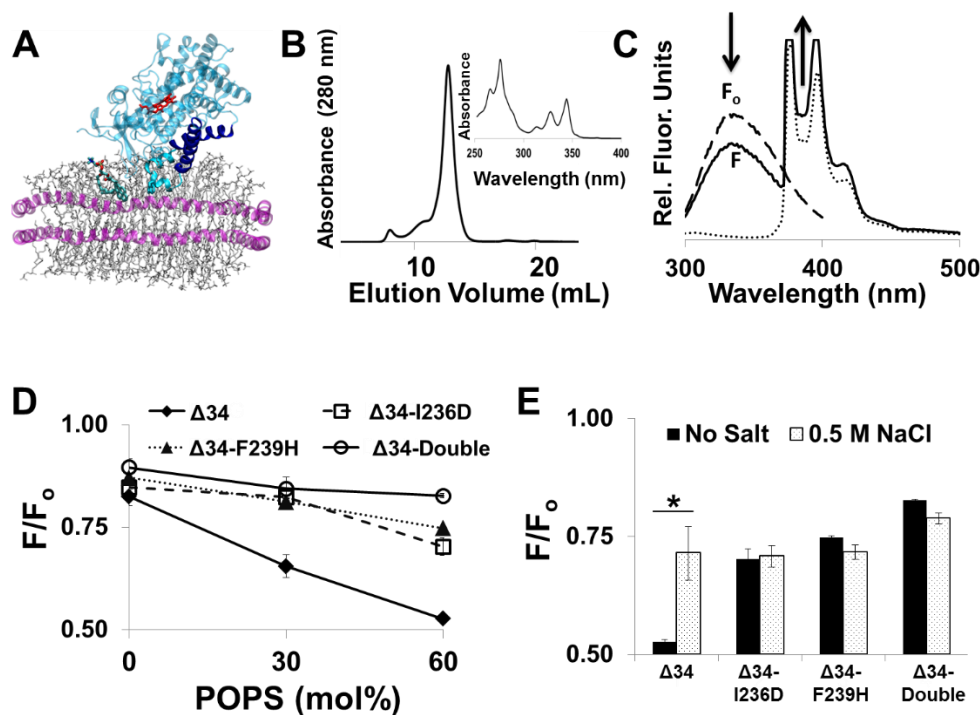 A
B
Absorbance (280 nm)
Absorbance
250 300 350 400
Wavelength (nm)
10 20
Elution Volume (mL)
C
Rel. Fluor. Units
Fo
F
300 400 500
Wavelength (nm)
D
Δ34
Δ34-I236D
Δ34-F239H
Δ34-Double
F/Fo
1.00
0.75
0.50
0 30 60
POPS (mol%)
E
No Salt
0.5 M NaCl
F/Fo
1.00
0.75
0.50
*
Δ34
Δ34-
I236D
Δ34-
F239H
Δ34-
Double